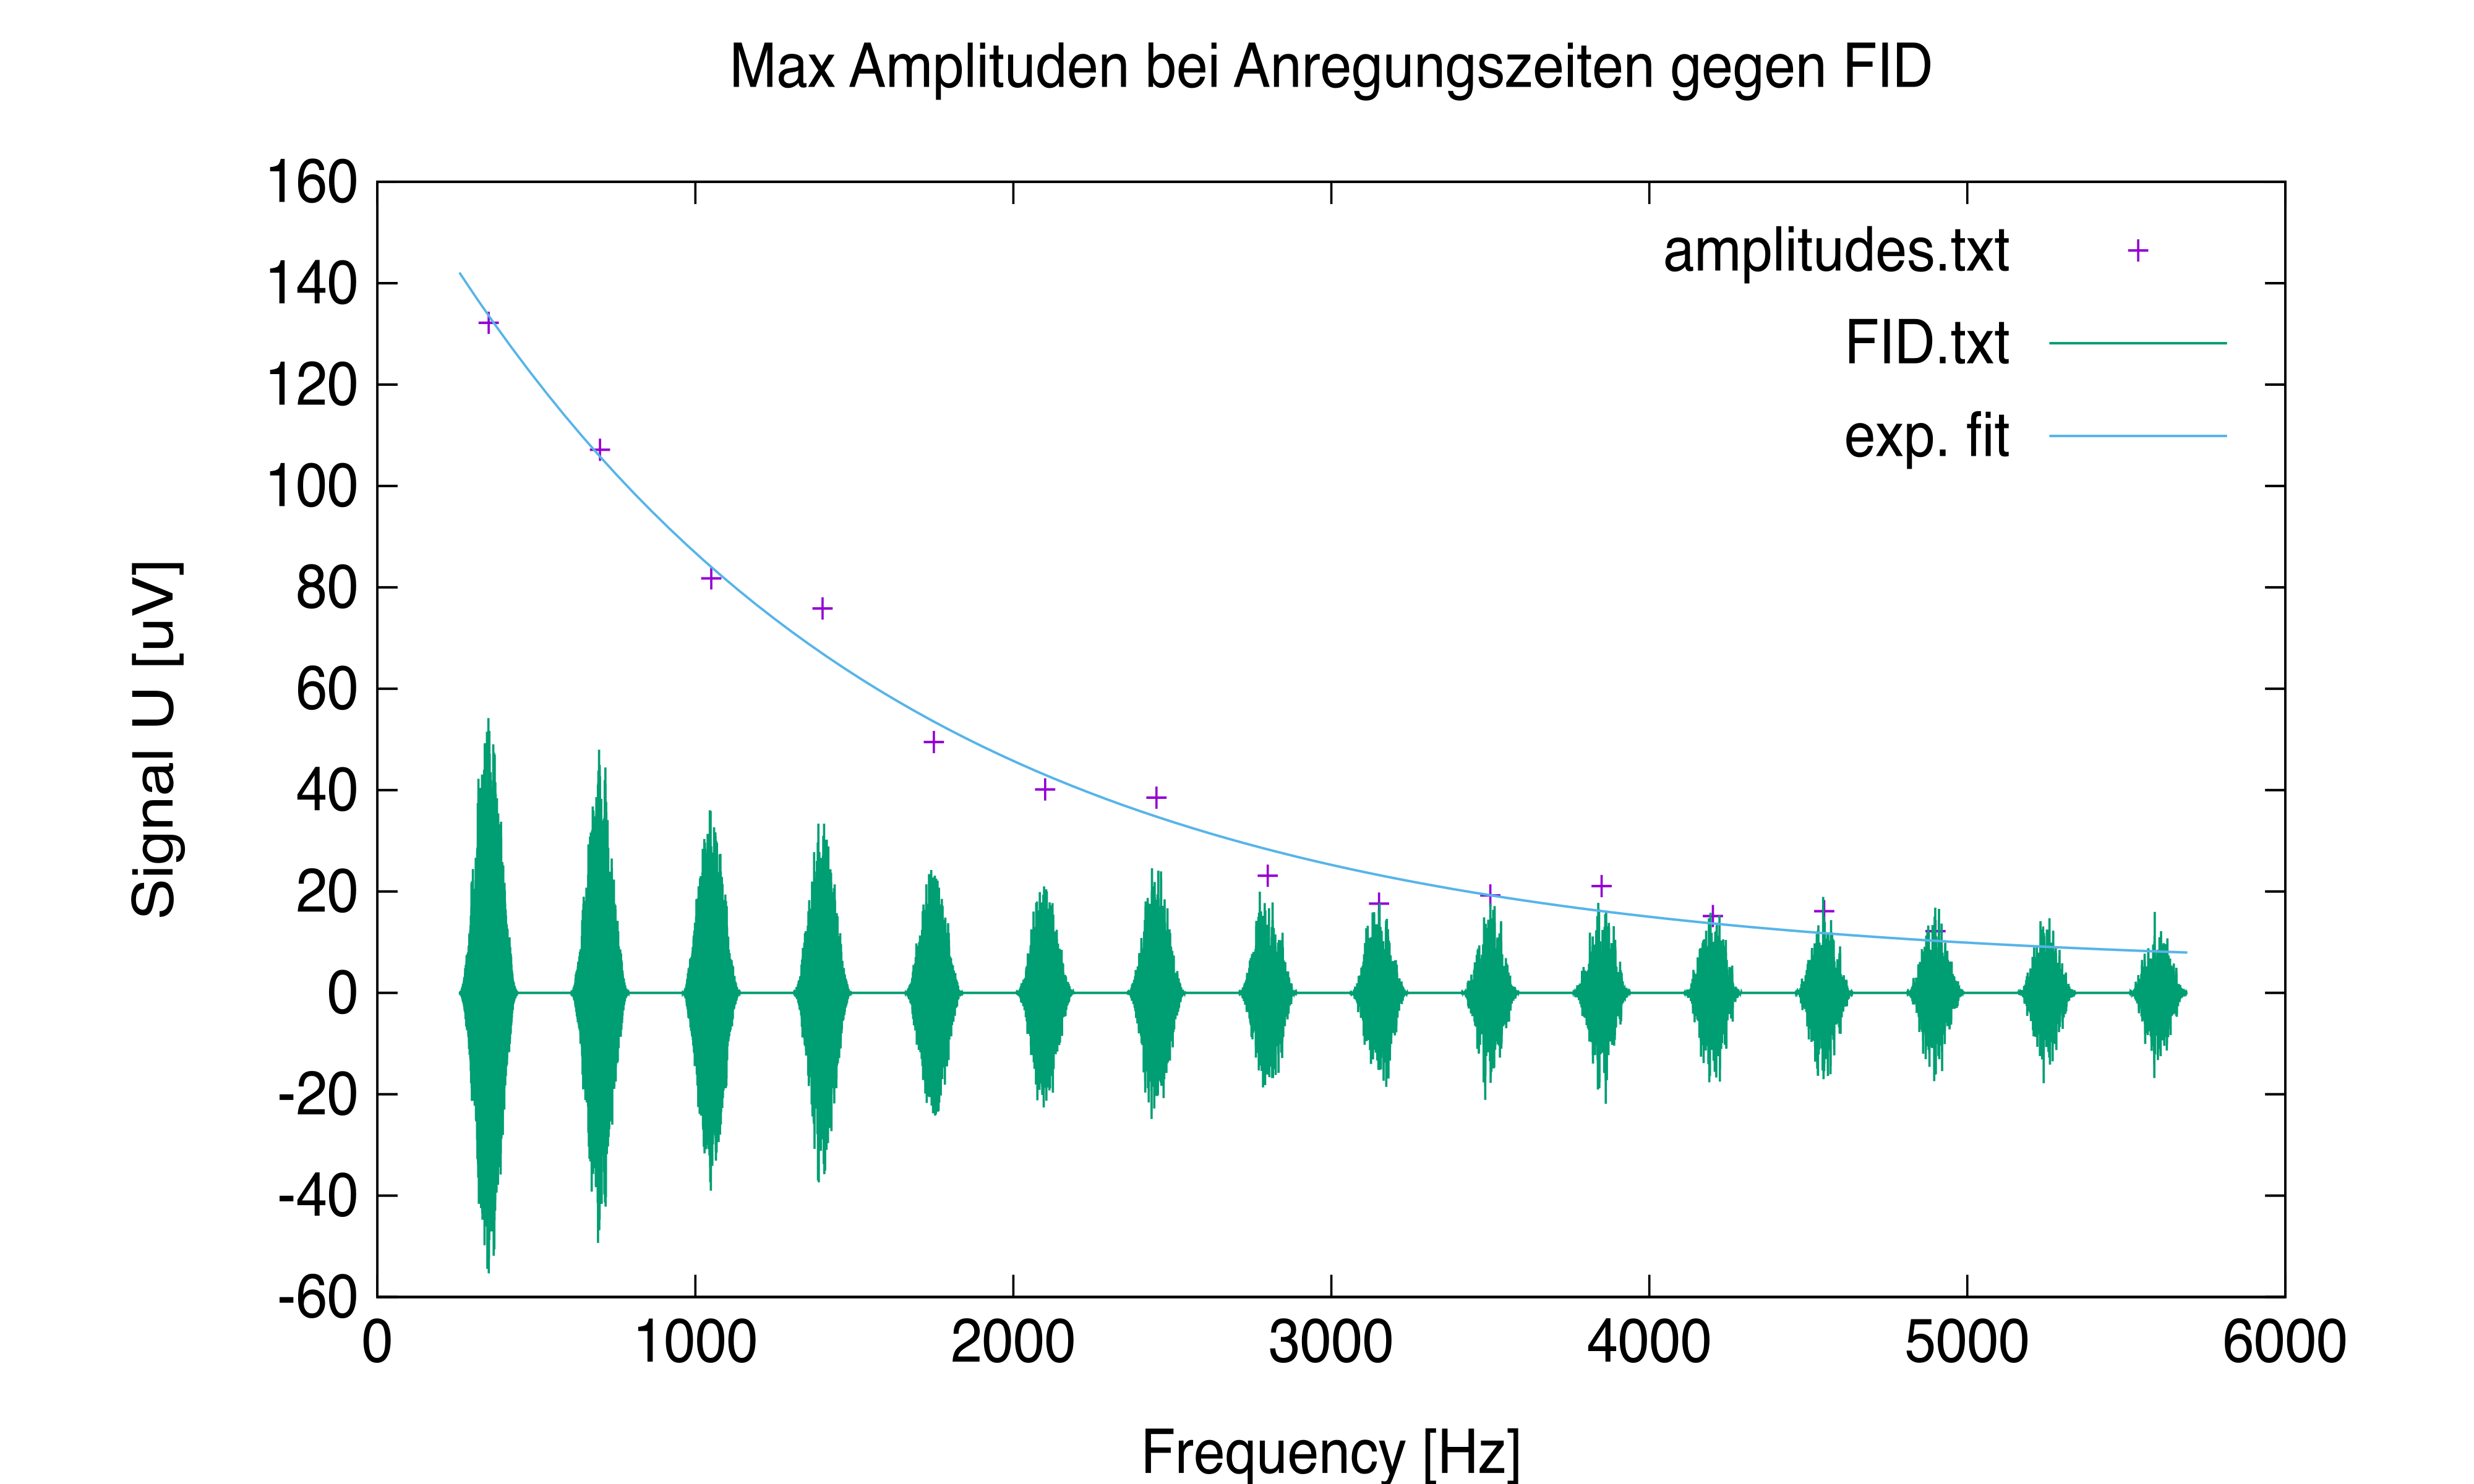 Max Amplituden bei Anregungszeiten gegen FID
160
140
120
100
80
60
40
20
0
-20
-40
-60
Signal U [uV]
amplitudes.txt
FID.txt
exp. fit
0 1000 2000 3000 4000 5000 6000
Frequency [Hz]